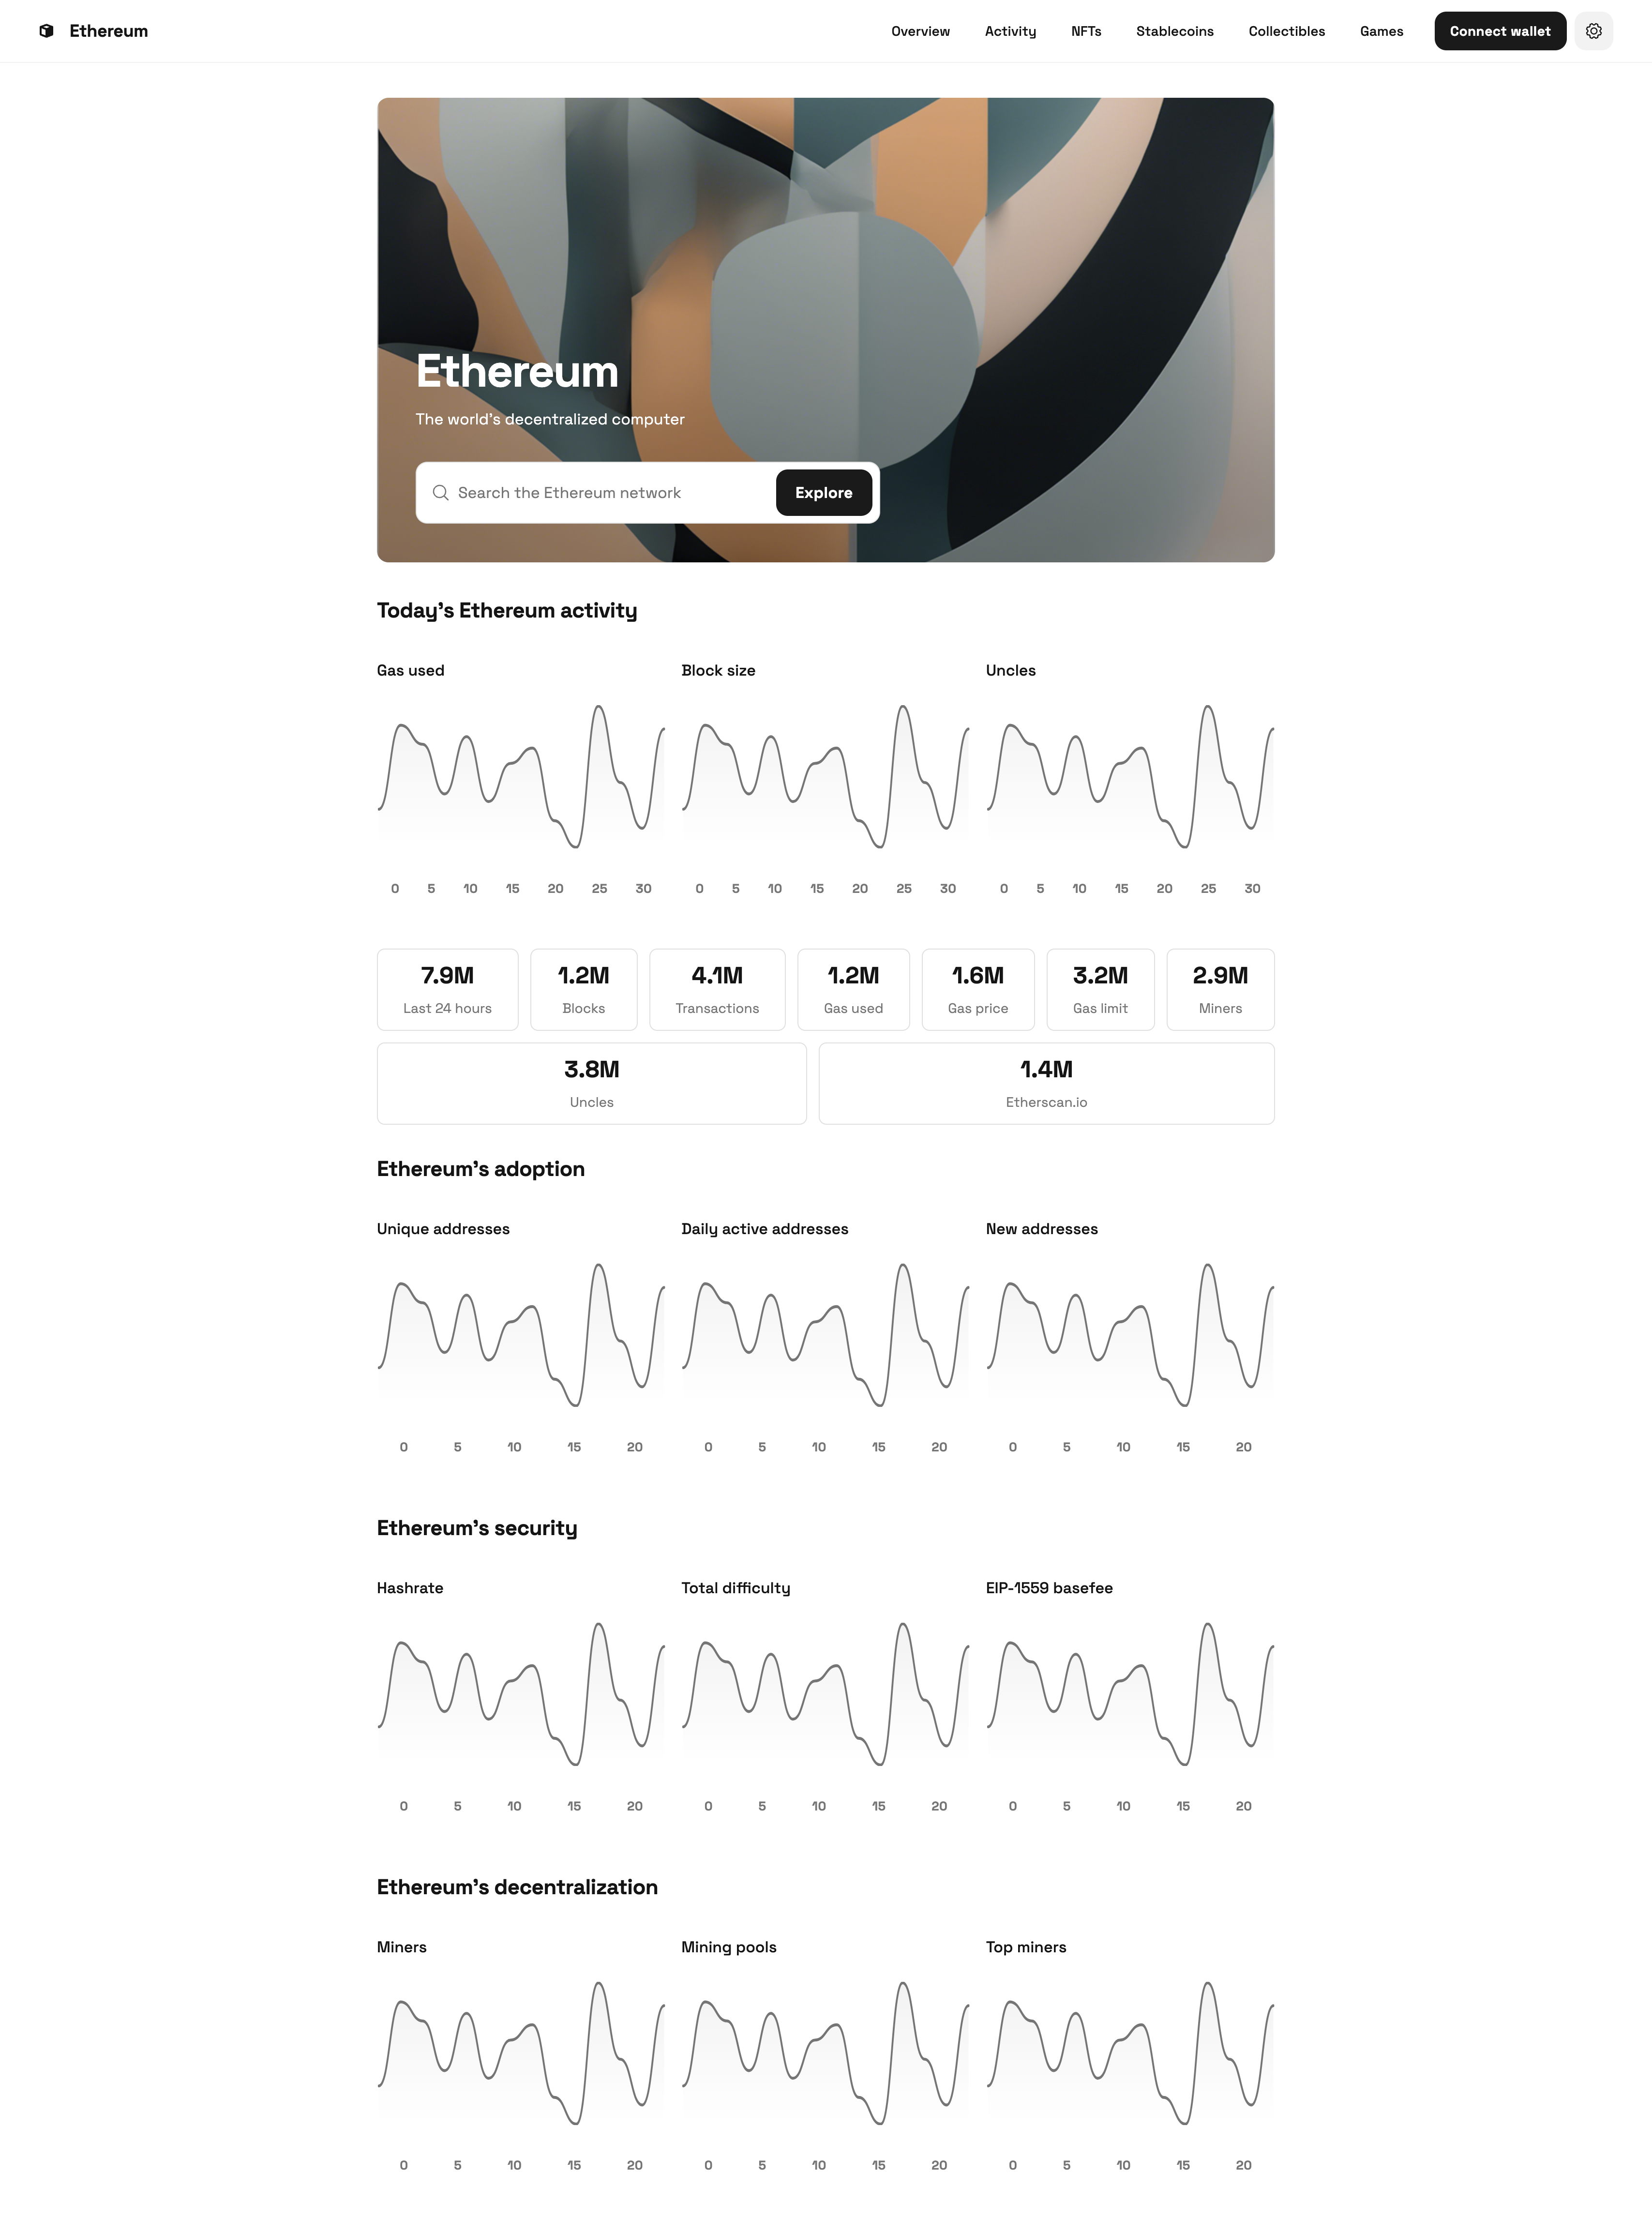 Ethereum
Overview Activity NFTs Stablecoins Collectibles Games Connect wallet
Ethereum
The world's decentralized computer
Search the Ethereum network Explore
Today's Ethereum activity
Gas used Block size Uncles
0 5 10 15 20 25 30 0 5 10 15 20 25 30 0 5 10 15 20 25 30
7.9M 1.2M 4.1M 1.2M 1.6M 3.2M 2.9M
Last 24 hours Blocks Transactions Gas used Gas price Gas limit Miners
3.8M 1.4M
Uncles Etherscan.io
Ethereum's adoption
Unique addresses Daily active addresses New addresses
0 5 10 15 20 0 5 10 15 20 0 5 10 15 20
Ethereum's security
Hashrate Total difficulty EIP-1559 basefee
0 5 10 15 20 0 5 10 15 20 0 5 10 15 20
Ethereum's decentralization
Miners Mining pools Top miners
0 5 10 15 20 0 5 10 15 20 0 5 10 15 20